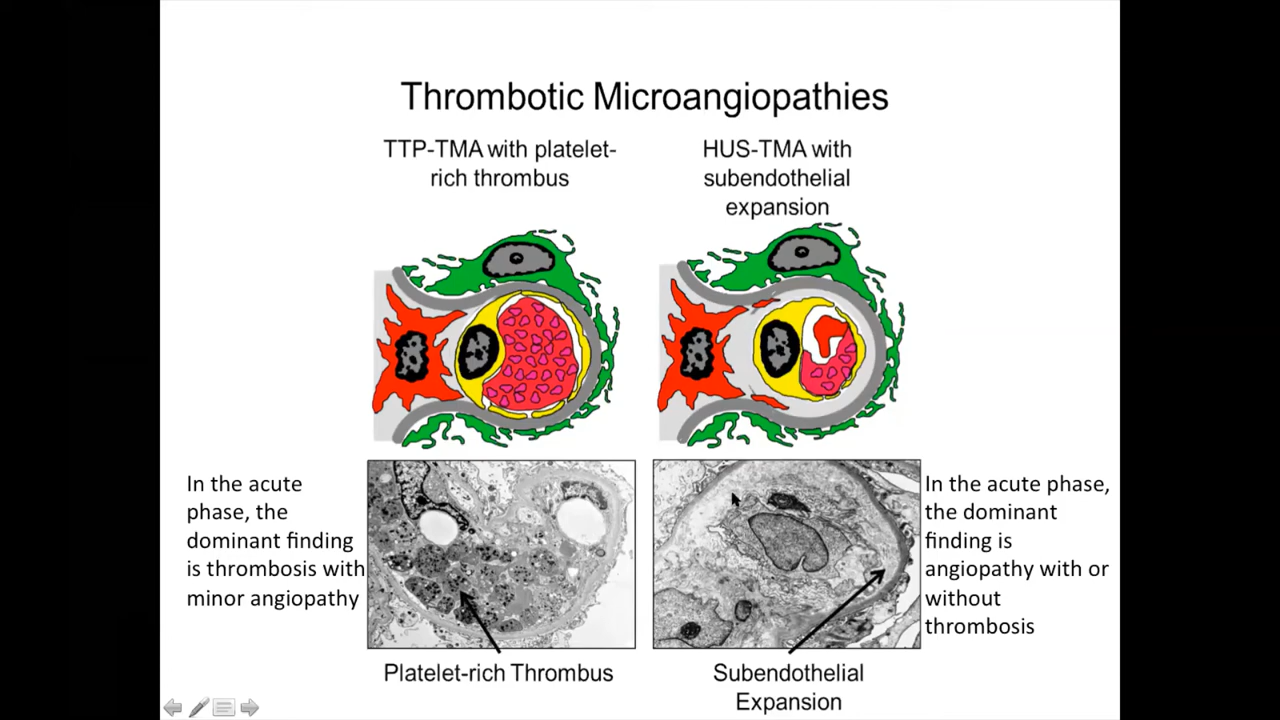 Thrombotic Microangiopathies
TTP-TMA with platelet-
rich thrombus
HUS-TMA with
subendothelial
expansion
In the acute
phase, the
dominant finding
is thrombosis with
minor angiopathy
In the acute phase,
the dominant
finding is
angiopathy with or
without
thrombosis
Platelet-rich Thrombus
Subendothelial
Expansion